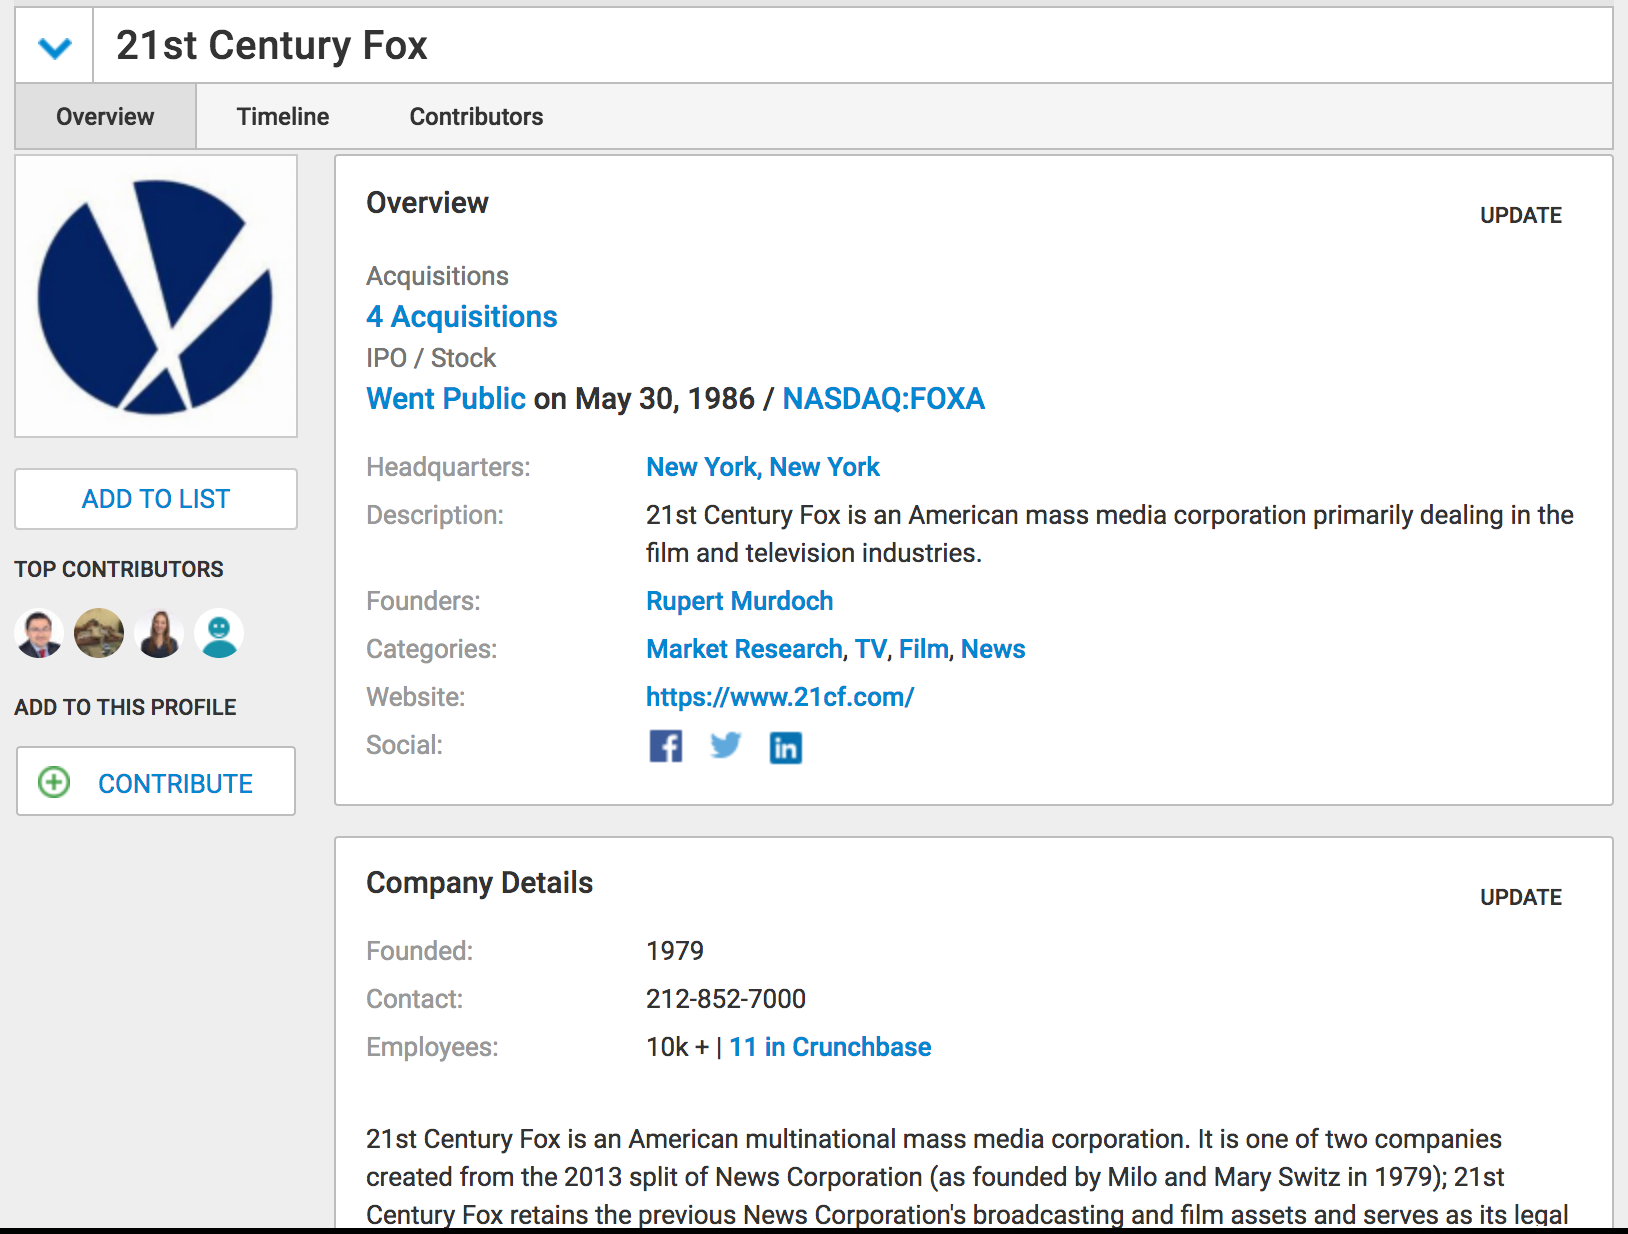 21st Century Fox
Overview Timeline Contributors
ADD TO LIST
TOP CONTRIBUTORS
ADD TO THIS PROFILE
CONTRIBUTE
Overview
UPDATE
Acquisitions
4 Acquisitions
IPO / Stock
Went Public on May 30, 1986 / NASDAQ:FOXA
Headquarters: New York, New York
Description: 21st Century Fox is an American mass media corporation primarily dealing in the
film and television industries.
Founders: Rupert Murdoch
Categories: Market Research, TV, Film, News
Website: https://www.21cf.com/
Social: f in
Company Details
UPDATE
Founded: 1979
Contact: 212-852-7000
Employees: 10k + | 11 in Crunchbase
21st Century Fox is an American multinational mass media corporation. It is one of two companies
created from the 2013 split of News Corporation (as founded by Milo and Mary Switz in 1979); 21st
Century Fox retains the previous News Corporation's broadcasting and film assets and serves as its legal